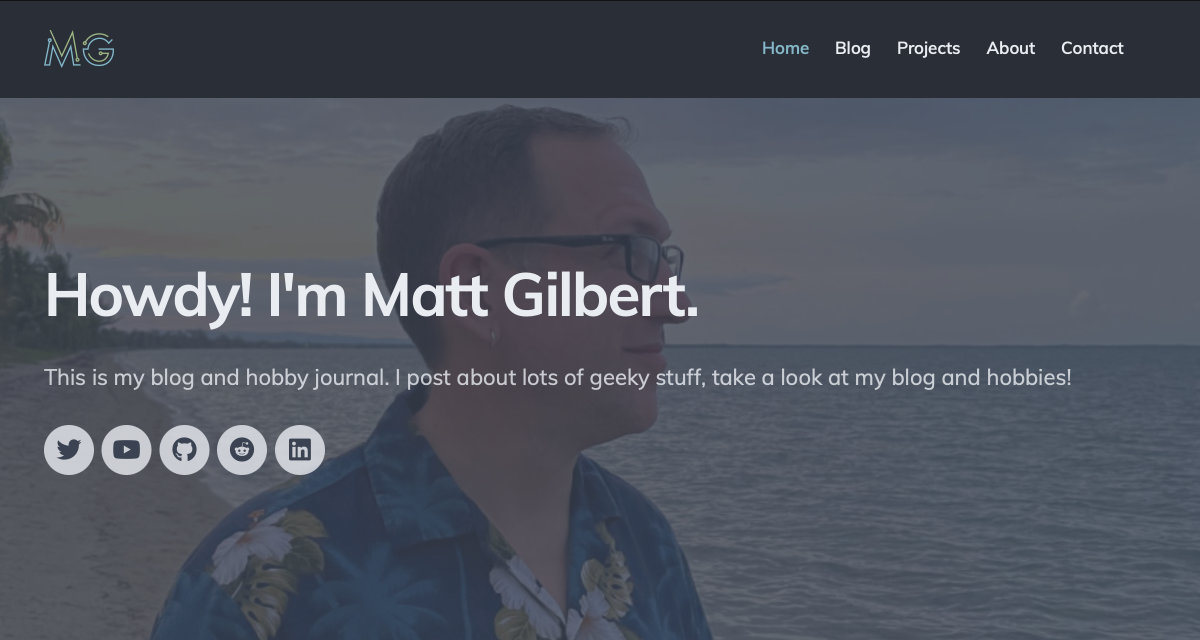 MG
Home Blog Projects About Contact
Howdy! I'm Matt Gilbert.
This is my blog and hobby journal. I post about lots of geeky stuff, take a look at my blog and hobbies!